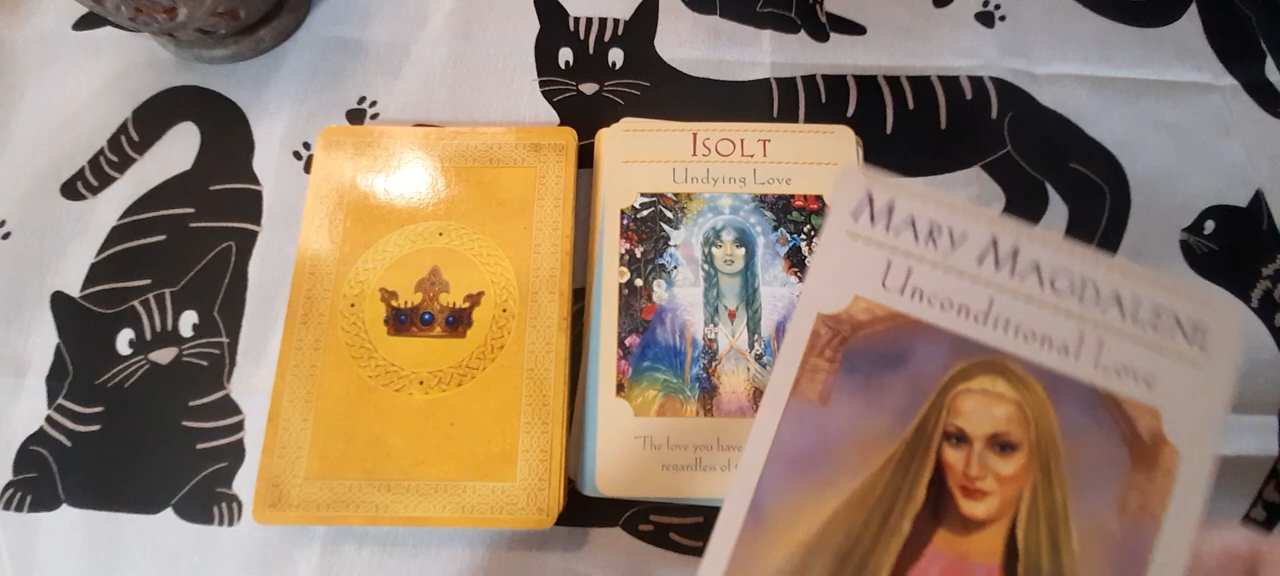 ISOLT
Undying Love
"The love you have
regardless of
MARY MAGDALENE
Unconditional Love